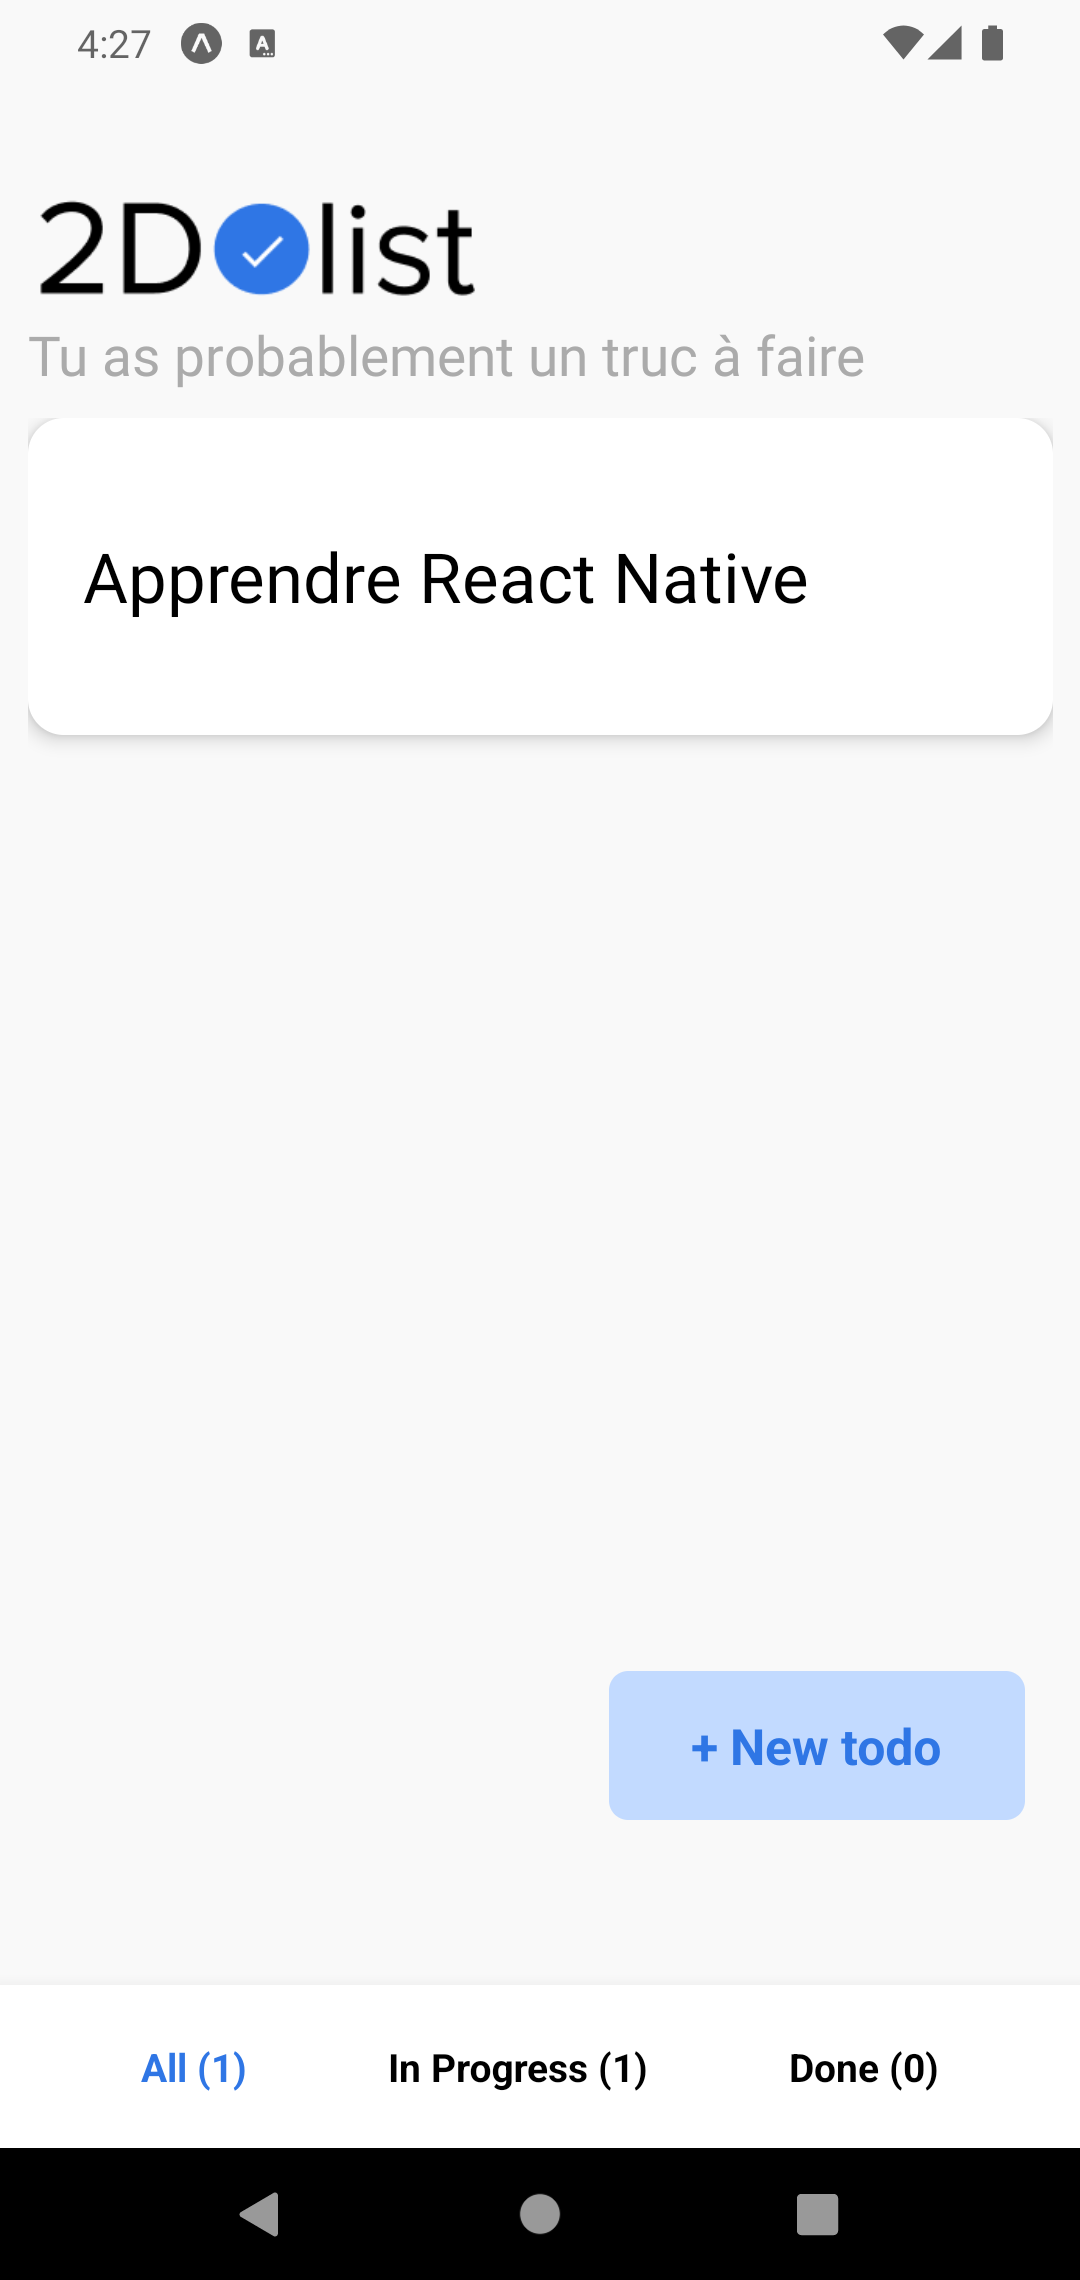 4:27
2D list
Tu as probablement un truc à faire
Apprendre React Native
+ New todo
All (1)
In Progress (1)
Done (0)